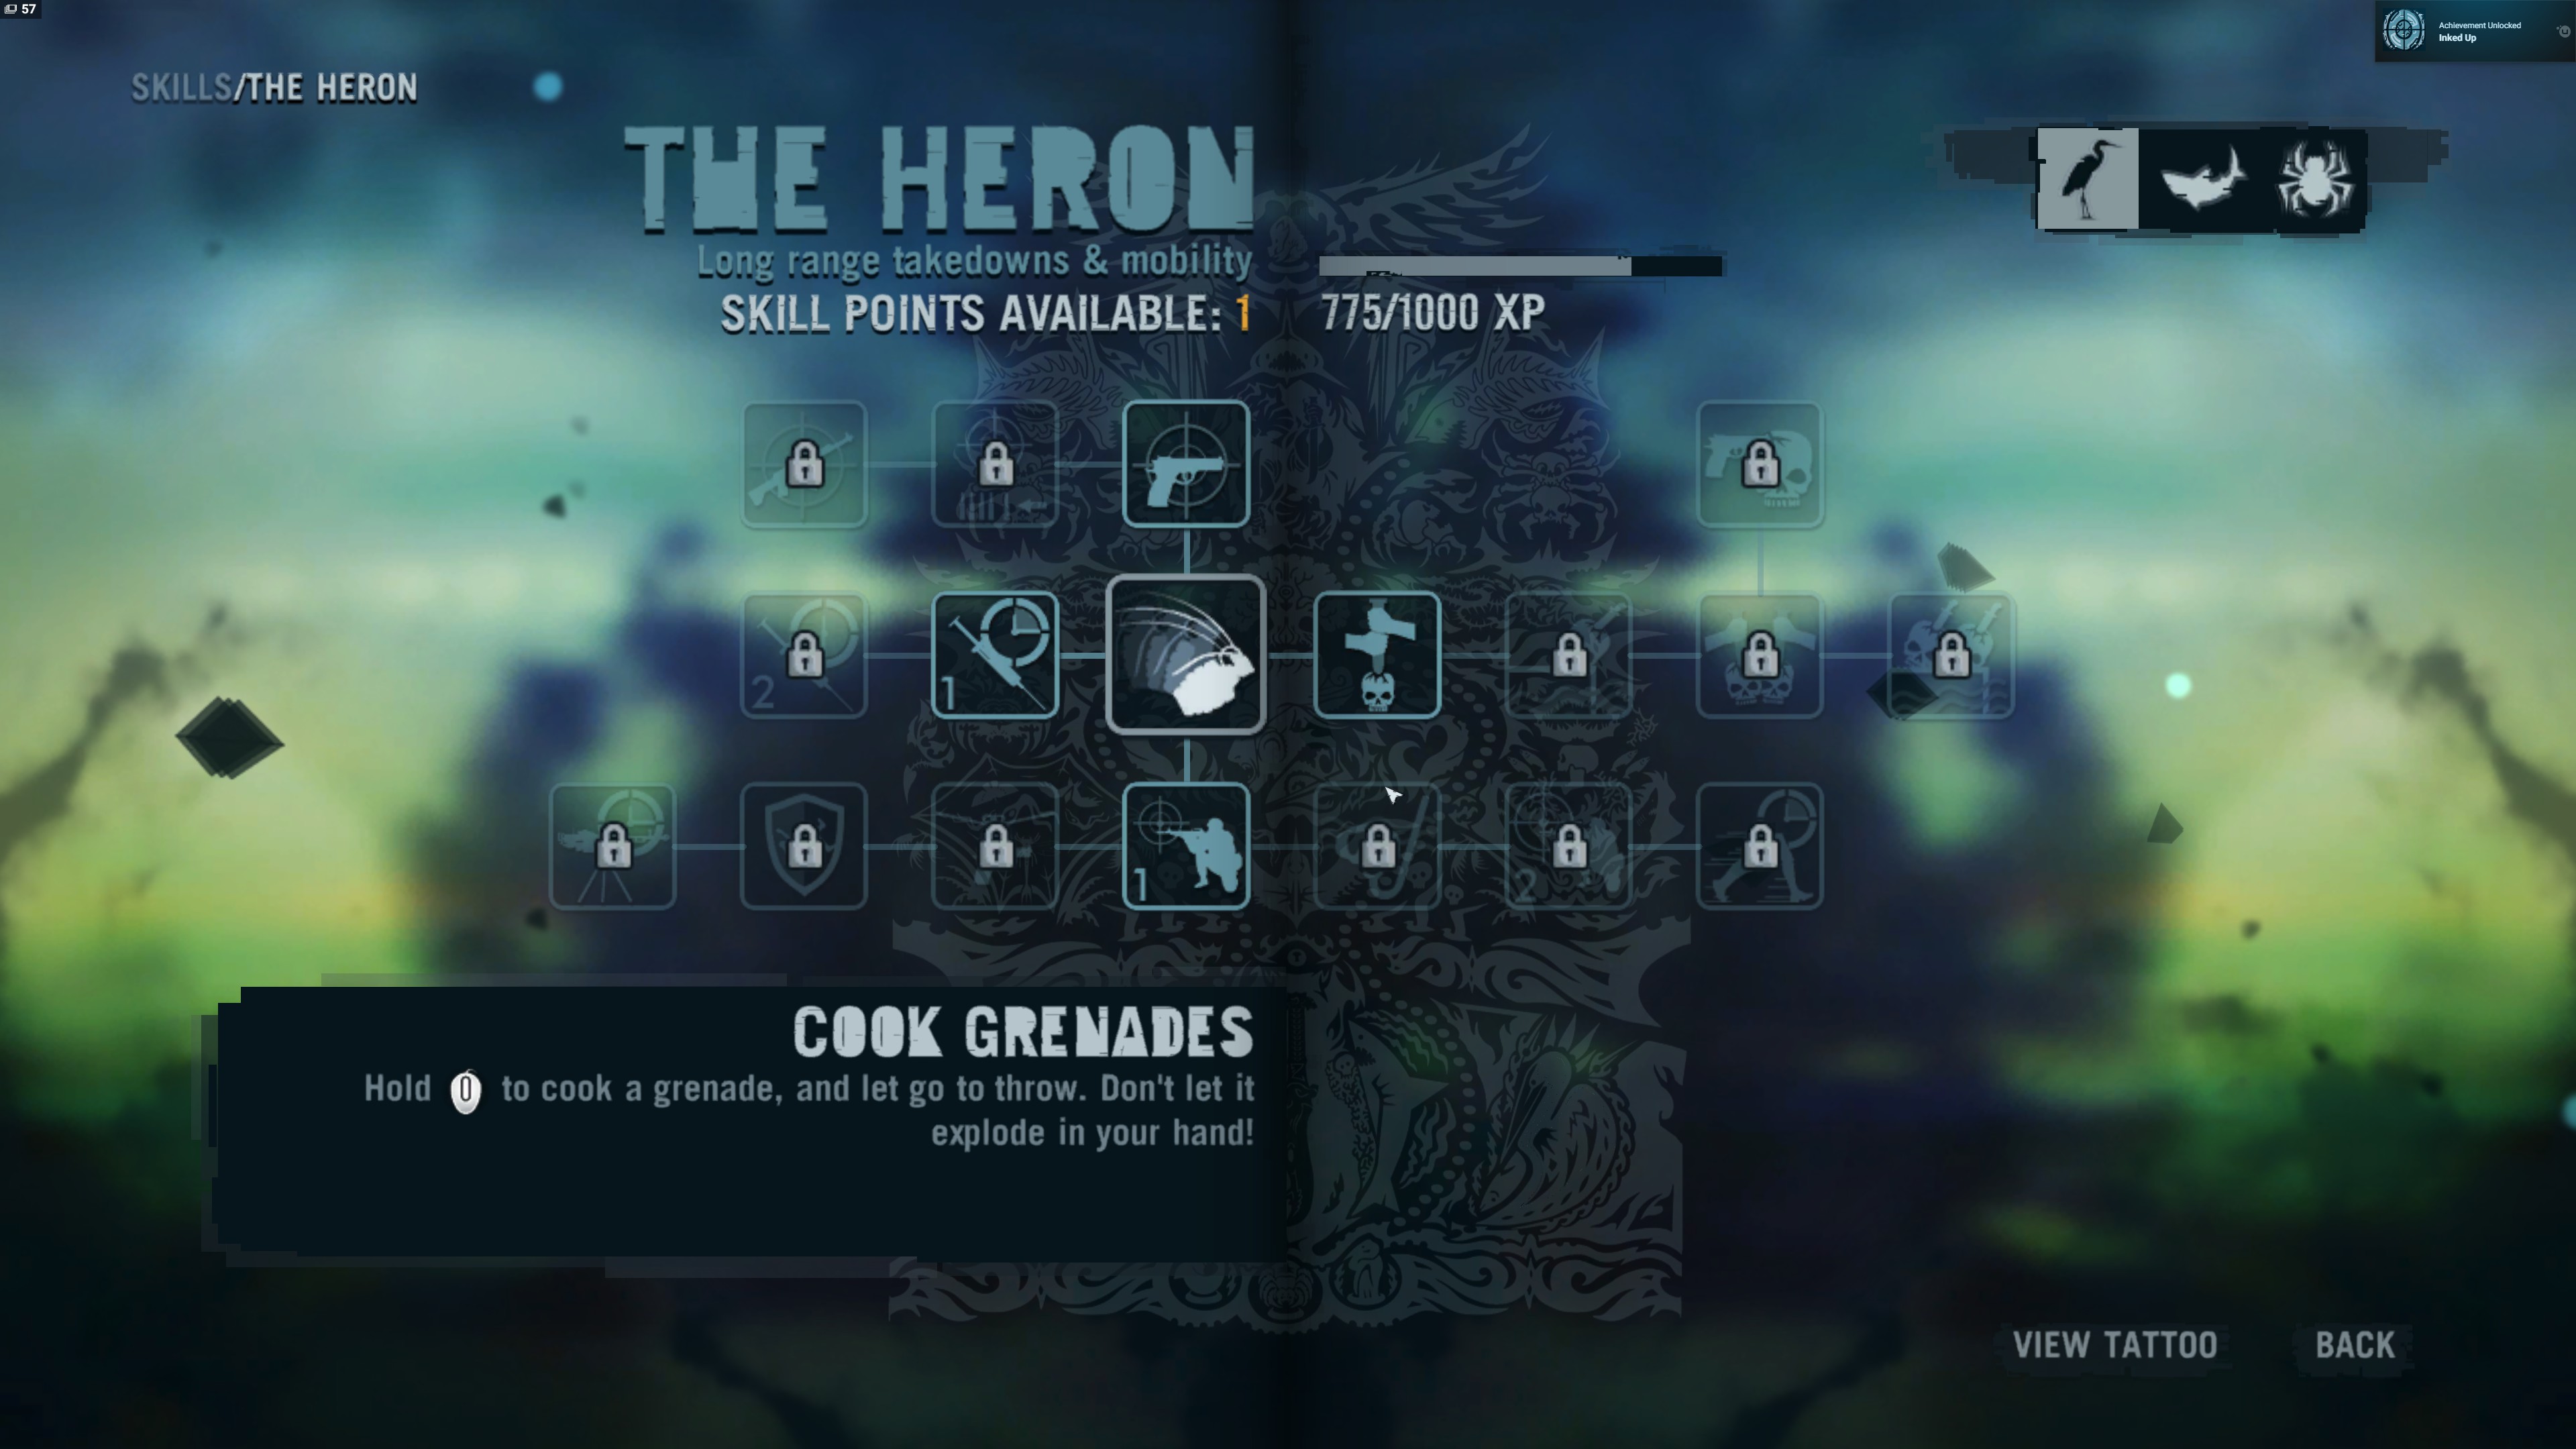 57
Achievement Unlocked
Inked Up
SKILLS/THE HERON
THE HERON
Long range takedowns & mobility
SKILL POINTS AVAILABLE: 1
775/1000 XP
2
1
1
2
COOK GRENADES
Hold to cook a grenade, and let go to throw. Don't let it
explode in your hand!
VIEW TATTOO
BACK